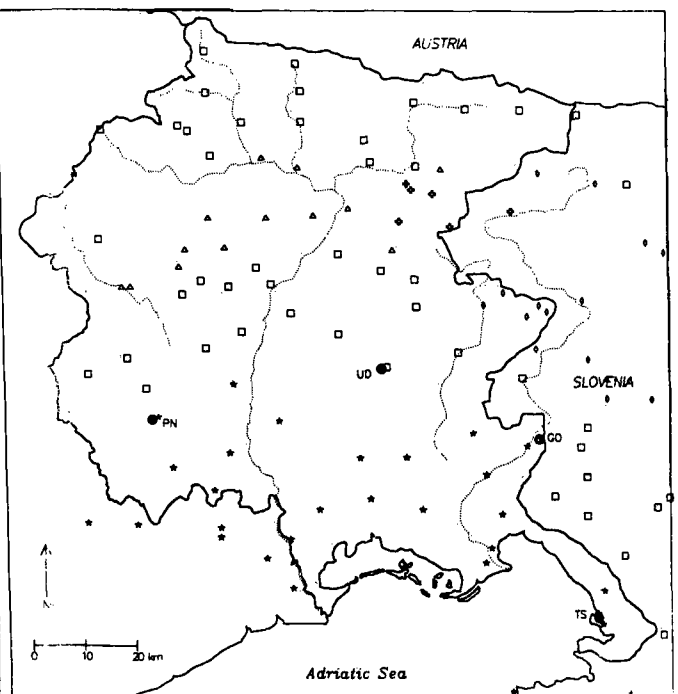 AUSTRIA
SLOVENIA
UD
PN
GO
N
TS
0 10 20 km
Adriatic Sea